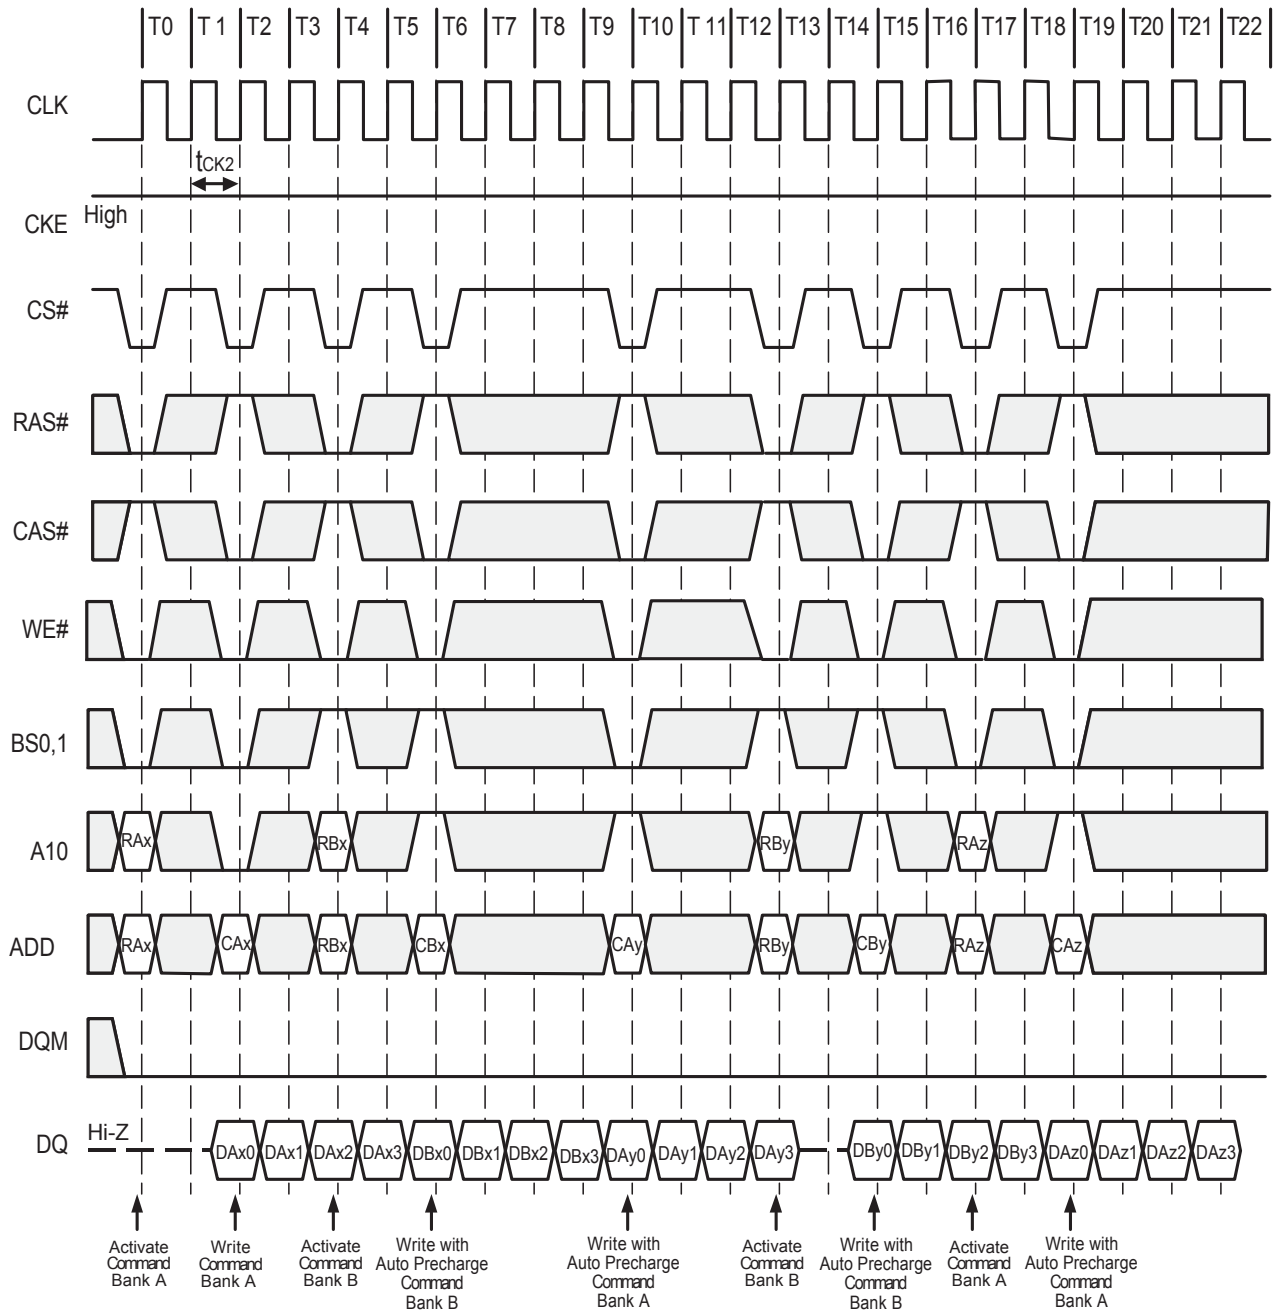 T0 T 1 T2 T3 T4 T5 T6 T7 T8 T9 T10 T 11 T12 T13 T14 T15 T16 T17 T18 T19 T20 T21 T22
CLK
tCK2
High
CKE
CS#
RAS#
CAS#
WE#
BS0,1
A10 RAx RBx RBy RAz
ADD RAx CAx RBx CBx CAy RBy CBy RAz CAz
DQM
DQ Hi-Z DAx0 DAx1 DAx2 DAx3 DBx0 DBx1 DBx2 DBx3 DAy0 DAy1 DAy2 DAy3 DBy0 DBy1 DBy2 DBy3 DAz0 DAz1 DAz2 DAz3
Activate
Command
Bank A
Write
Command
Bank A
Activate
Command
Bank B
Write with
Auto Precharge
Command
Bank B
Write with
Auto Precharge
Command
Bank A
Activate
Command
Bank B
Write with
Auto Precharge
Command
Bank B
Activate
Command
Bank A
Write with
Auto Precharge
Command
Bank A